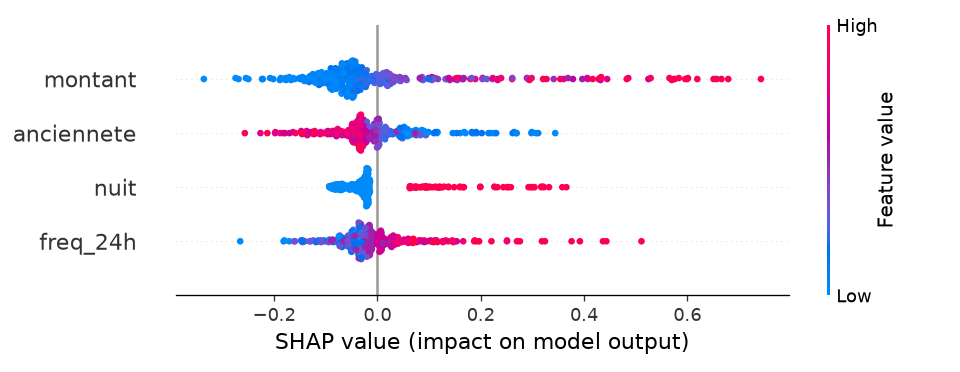 High
montant
anciennete
nuit
freq_24h
Feature value
Low
−0.2 0.0 0.2 0.4 0.6
SHAP value (impact on model output)